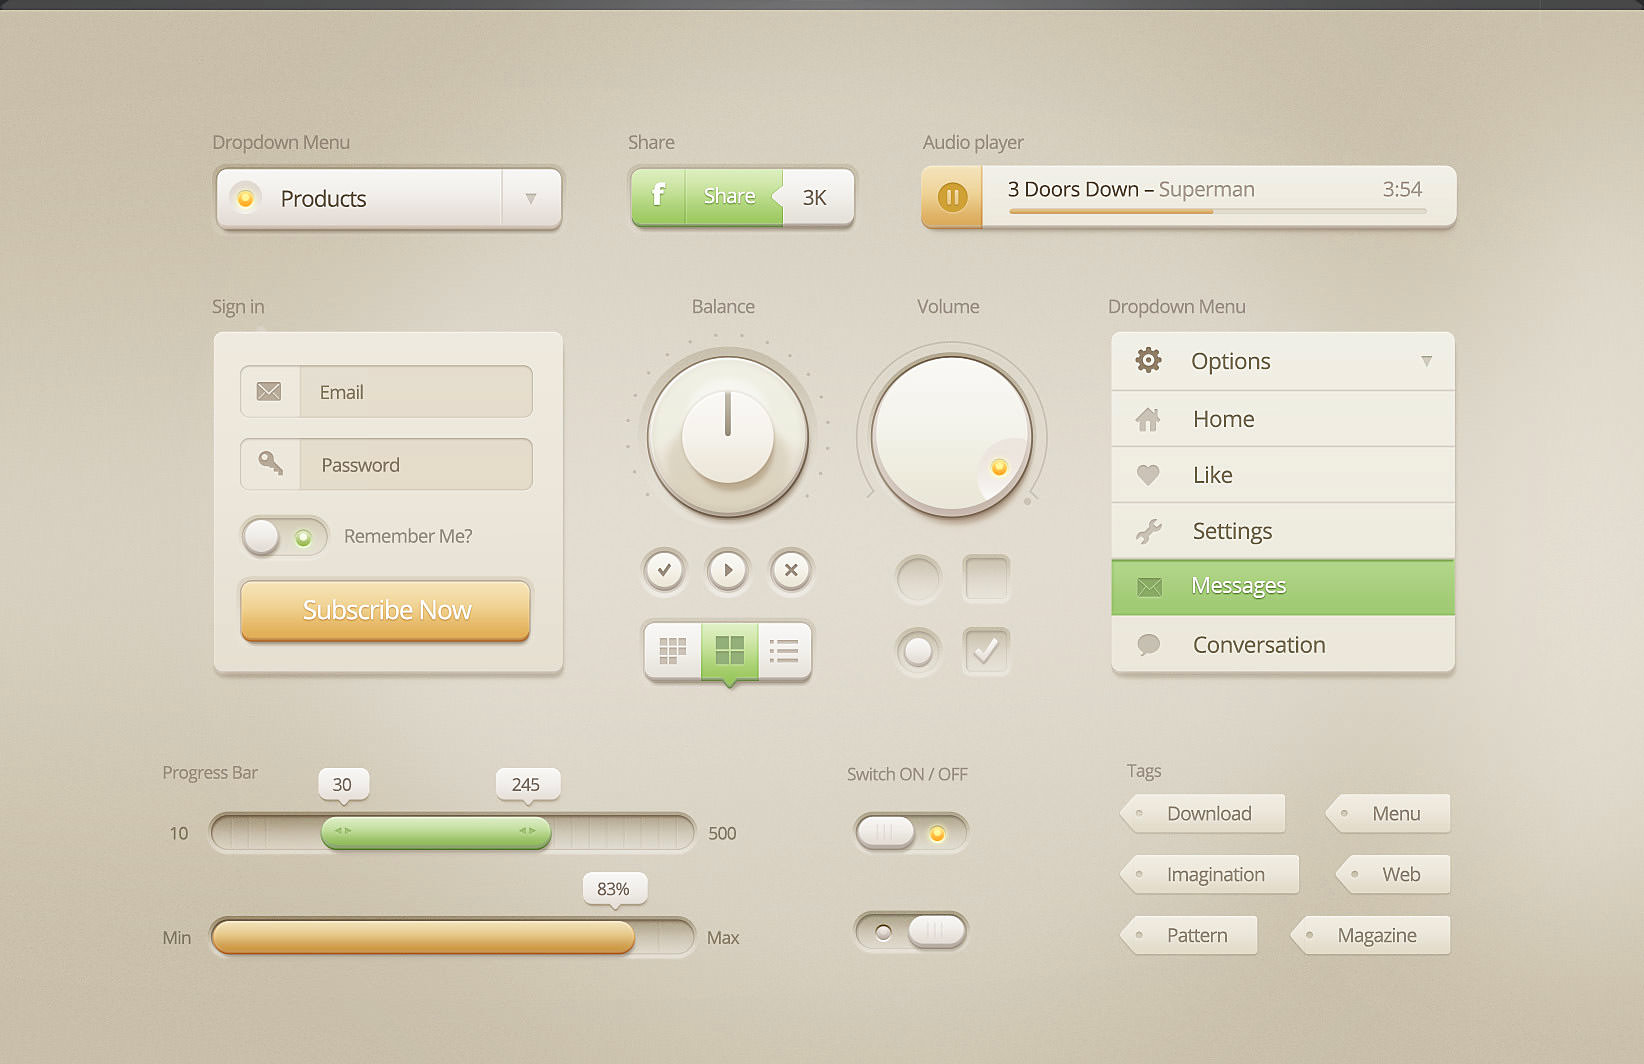 Dropdown Menu
Products
Share
f Share 3K
Audio player
3 Doors Down – Superman 3:54
Sign in
Email
Password
Remember Me?
Subscribe Now
Balance
Volume
Dropdown Menu
Options
Home
Like
Settings
Messages
Conversation
Progress Bar
30 245
10 500
83%
Min Max
Switch ON / OFF
Tags
Download Menu
Imagination Web
Pattern Magazine